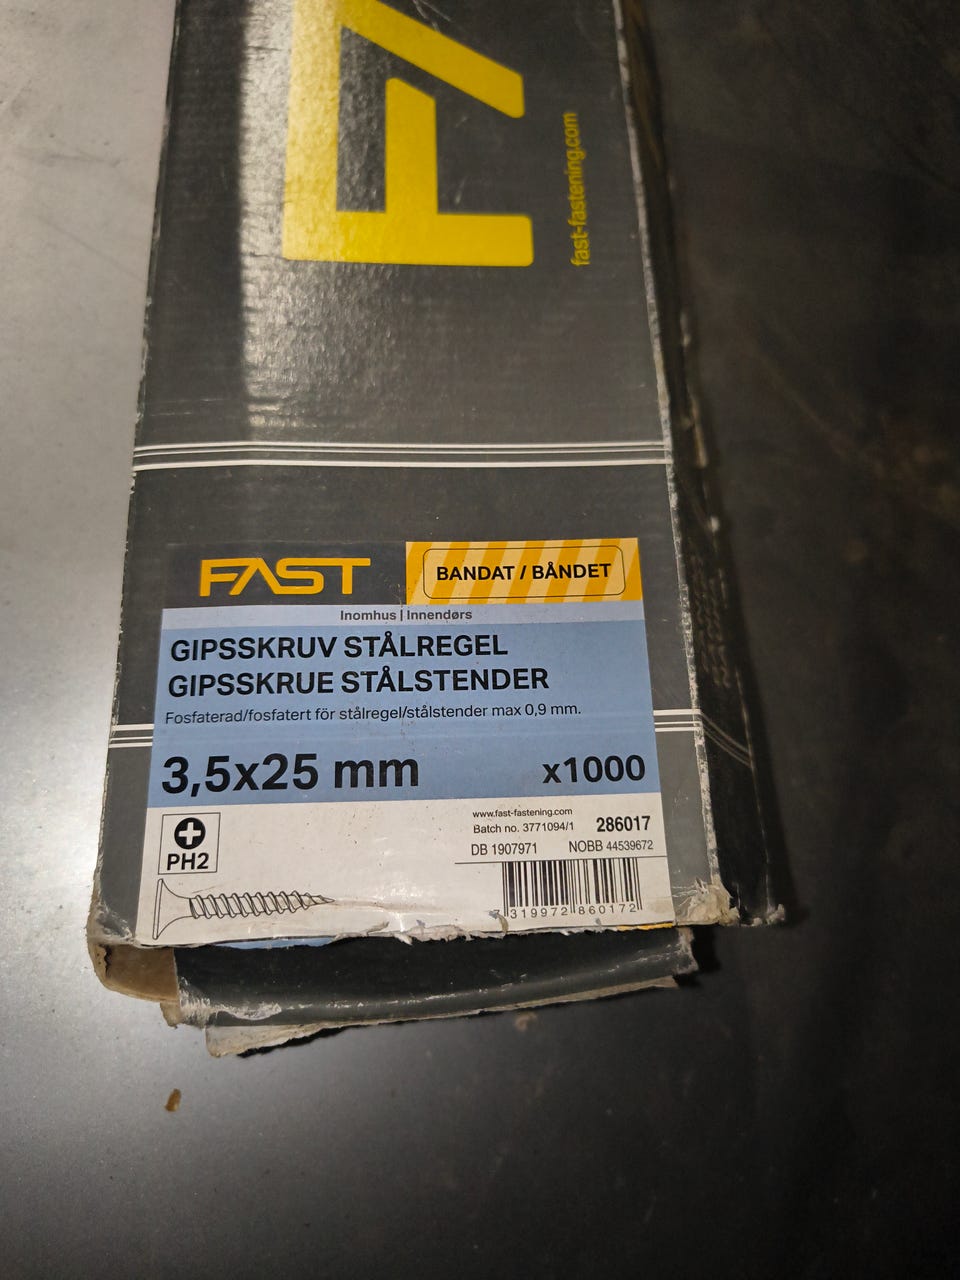 FA
fast-fastening.com
FAST
BANDAT / BÅNDET
Inomhus | Innendørs
GIPSSKRUV STÅLREGEL
GIPSSKRUE STÅLSTENDER
Fosfaterad/fosfatert för stålregel/stålstender max 0,9 mm.
3,5x25 mm x1000
PH2
www.fast-fastening.com
Batch no. 3771094/1 286017
DB 1907971 NOBB 44539672
7 319972 860172